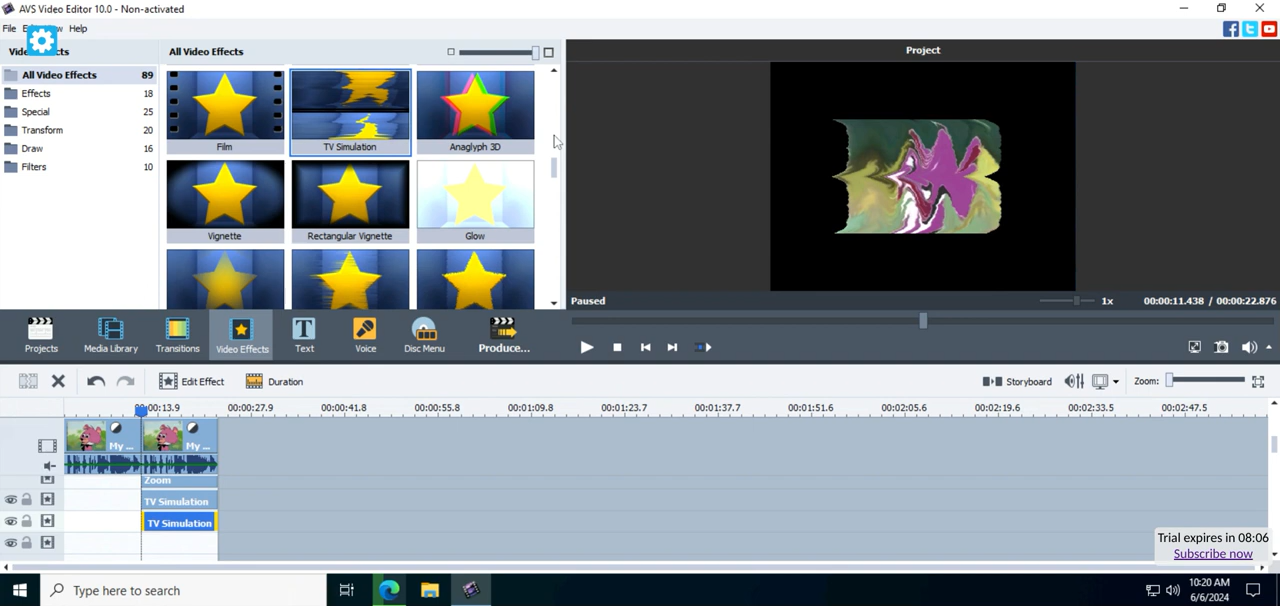 AVS Video Editor 10.0 - Non-activated
File
Help
All Video Effects
Project
All Video Effects 89
Effects 18
Special 25
Transform 20
Draw 16
Filters 34
Film
TV Simulation
Anaglyph 3D
Vignette
Rectangular Vignette
Glow
Paused
1x
00:00:11.438 / 00:00:22.876
Projects
Media Library
Transitions
Video Effects
Text
Voice
Disc Menu
Produce...
Edit Effect
Duration
Storyboard
Zoom:
00:00:13.9 00:00:27.9 00:00:41.8 00:00:55.8 00:01:09.8 00:01:23.7 00:01:37.7 00:01:51.6 00:02:05.6 00:02:19.6 00:02:33.5 00:02:47.5
My ...
My ...
Zoom
TV Simulation
TV Simulation
Trial expires in 08:06
Subscribe now
Type here to search
10:20 AM
6/6/2024